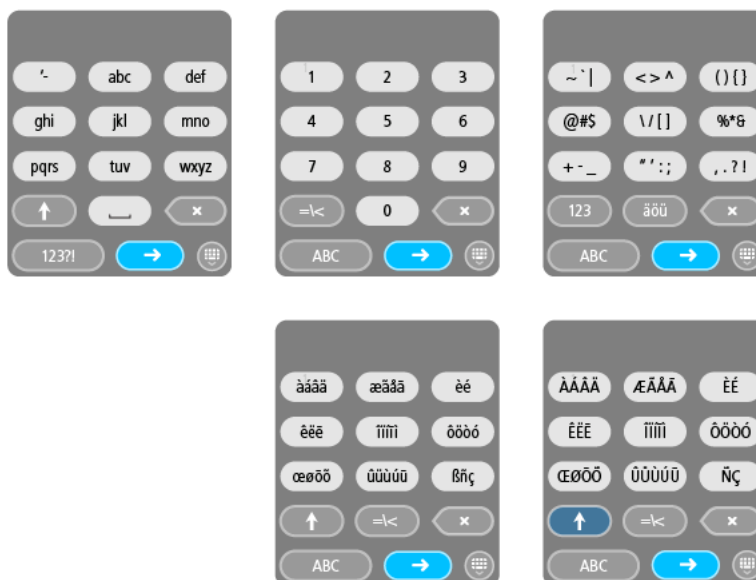 '- abc def
ghi jkl mno
pqrs tuv wxyz
123?!
1 2 3
4 5 6
7 8 9
=\< 0
ABC
~`| <>^ (){}
@#$ \/[] %*&
+-_ "':; ,.?!
123 äöü
ABC
àáâä æãåā èé
êëē ôöòó
œøōõ ûüùúū ßñç
=\<
ABC
ÀÁÂÄ ÆÃÅĀ ÈÉ
ÊËĒ ÔÖÒÓ
ŒØŌÕ ÛÜÙÚŪ ÑÇ
=\<
ABC